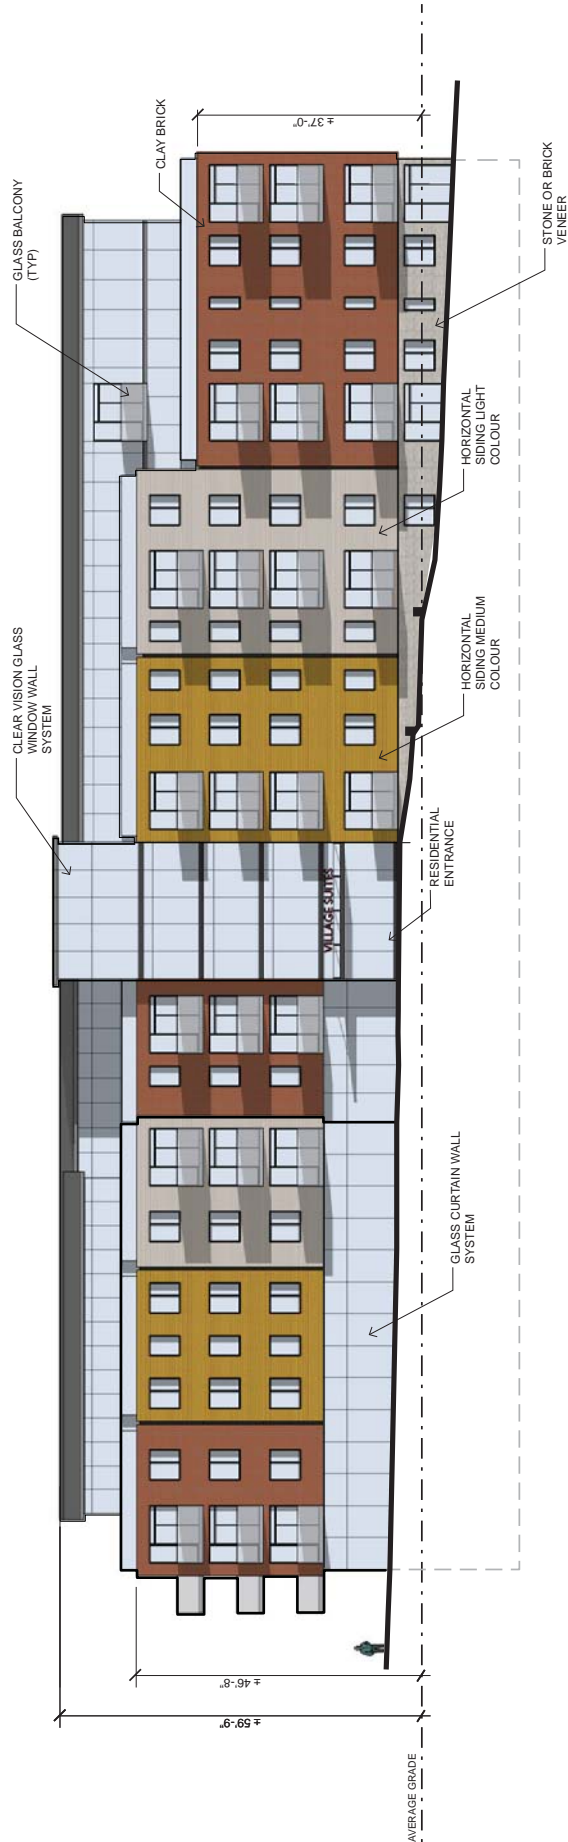 CLEAR VISION GLASS
WINDOW WALL
SYSTEM
GLASS BALCONY
(TYP)
CLAY BRICK
± 37'-0"
± 59'-9"
± 46'-8"
VILLAGE SUITES
AVERAGE GRADE
GLASS CURTAIN WALL
SYSTEM
RESIDENTIAL
ENTRANCE
HORIZONTAL
SIDING MEDIUM
COLOUR
HORIZONTAL
SIDING LIGHT
COLOUR
STONE OR BRICK
VENEER